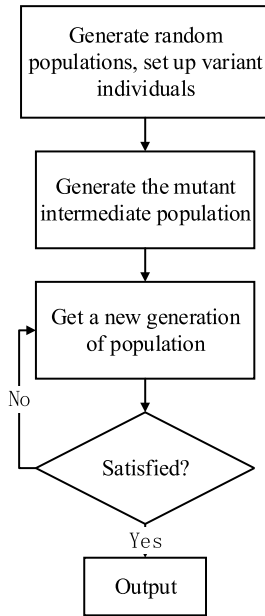 Generate random
populations, set up variant
individuals
Generate the mutant
intermediate population
Get a new generation
of population
No
Satisfied?
Yes
Output